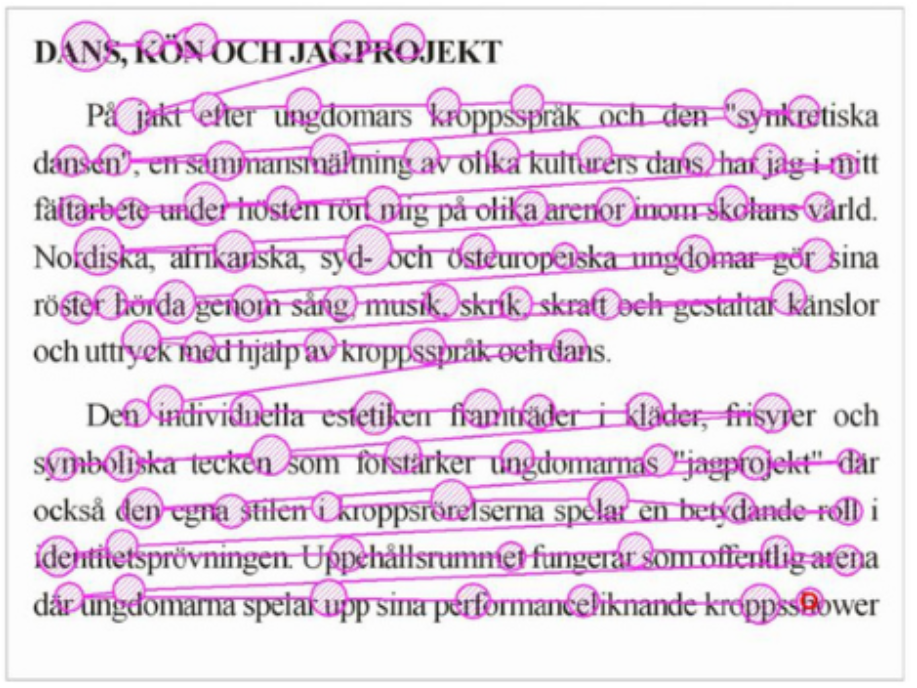 DANS, KÖN OCH JAGPROJEKT
På jakt efter ungdomars kroppsspråk och den "synkretiska
dansen", en sammansmältning av olika kulturers dans, har jag i mitt
fältarbete under hösten rört mig på olika arenor inom skolans värld.
Nordiska, afrikanska, syd- och östeuropeiska ungdomar gör sina
röster hörda genom sång, musik, skrik, skratt och gestaltar känslor
och uttryck med hjälp av kroppsspråk och dans.
Den individuella estetiken framträder i kläder, frisyrer och
symboliska tecken som förstärker ungdomarnas "jagprojekt" där
också den egna stilen i kroppsrörelserna spelar en betydande roll i
identitetsprövningen. Uppehållsrummet fungerar som offentlig arena
där ungdomarna spelar upp sina performanceliknande kroppsshower